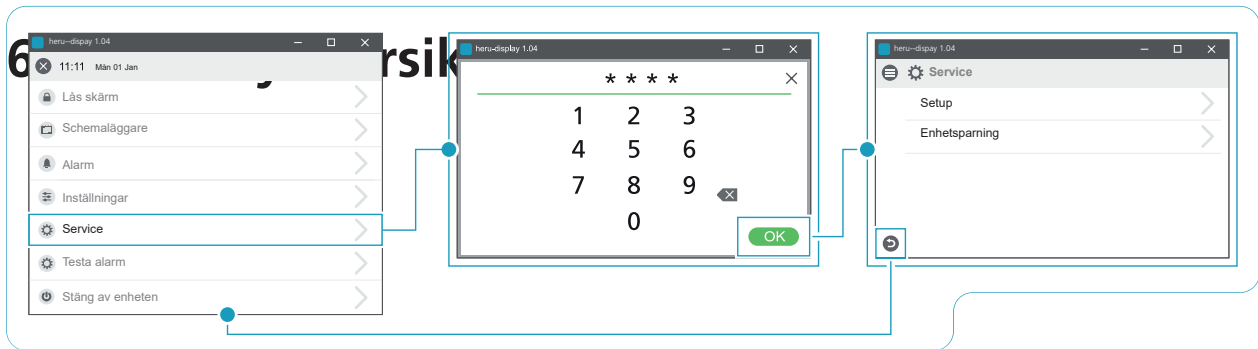 heru--dispay 1.04
11:11 Mån 01 Jan
Lås skärm
Schemaläggare
Alarm
Inställningar
Service
Testa alarm
Stäng av enheten
heru-display 1.04
* * * *
1 2 3
4 5 6
7 8 9
0
OK
heru--dispay 1.04
Service
Setup
Enhetsparning